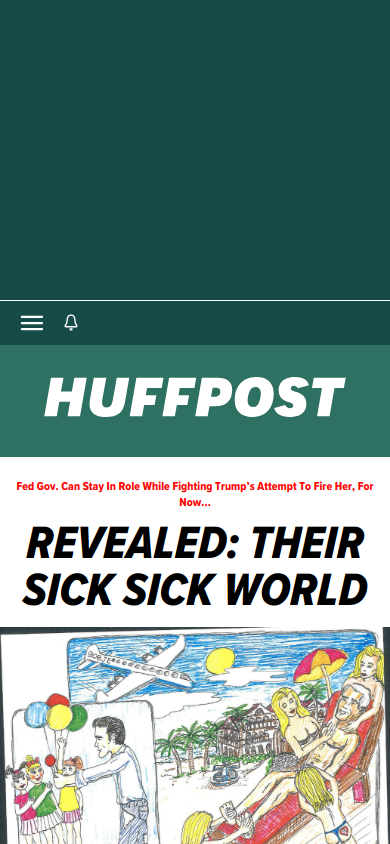 HUFFPOST
Fed Gov. Can Stay In Role While Fighting Trump's Attempt To Fire Her, For
Now...
REVEALED: THEIR
SICK SICK WORLD